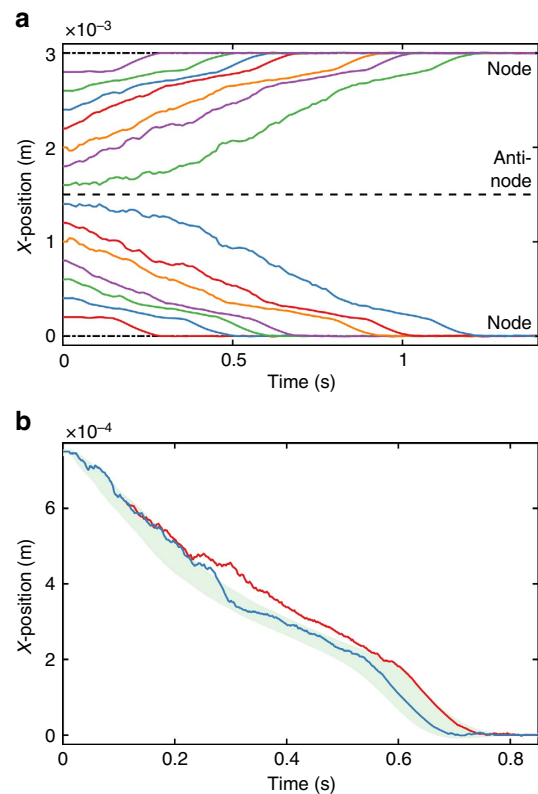 a
×10⁻³
3
Node
2
Anti-
node
1
Node
0
X-position (m)
0
0.5
1
Time (s)
b
×10⁻⁴
6
4
2
0
X-position (m)
0
0.2
0.4
0.6
0.8
Time (s)